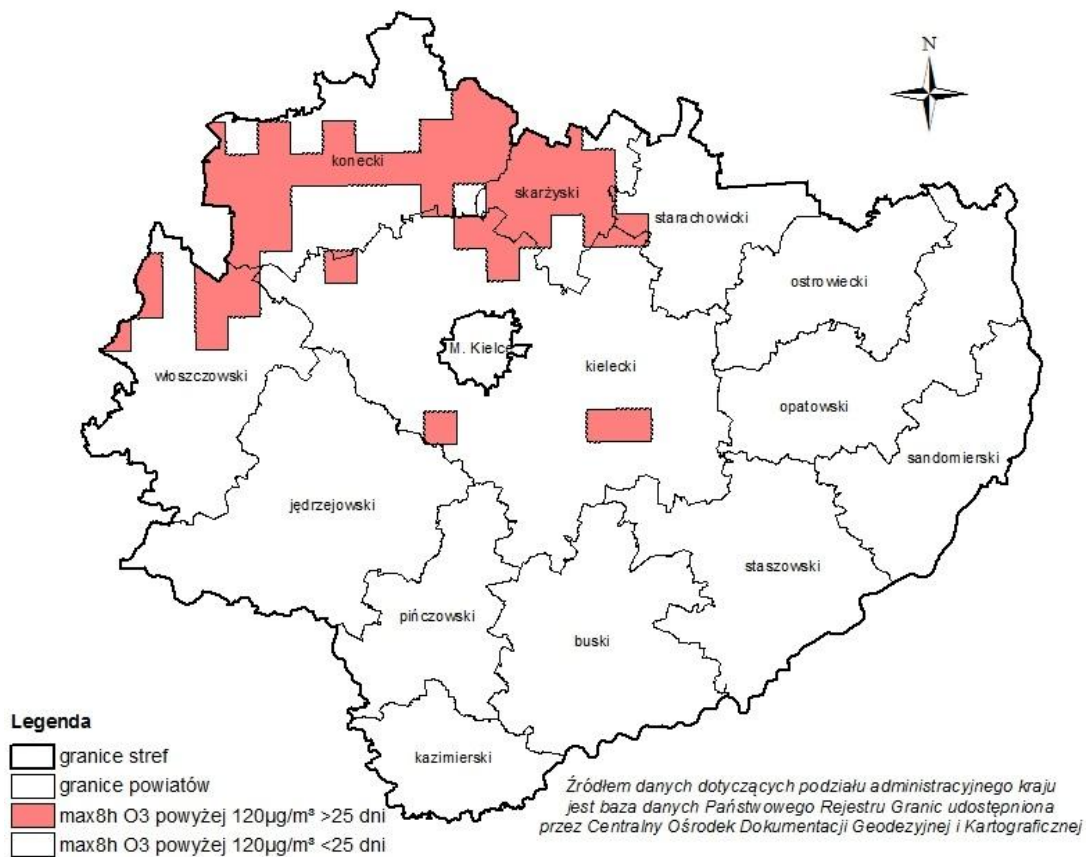 N
konecki
skarżyski
starachowicki
ostrowiecki
M. Kielce
kielecki
włoszczowski
opatowski
sandomierski
jędrzejowski
staszowski
pińczowski
buski
kazimierski
Legenda
granice stref
granice powiatów
max8h O3 powyżej 120µg/m³ >25 dni
max8h O3 powyżej 120µg/m³ <25 dni
Źródłem danych dotyczących podziału administracyjnego kraju
jest baza danych Państwowego Rejestru Granic udostępniona
przez Centralny Ośrodek Dokumentacji Geodezyjnej i Kartograficznej